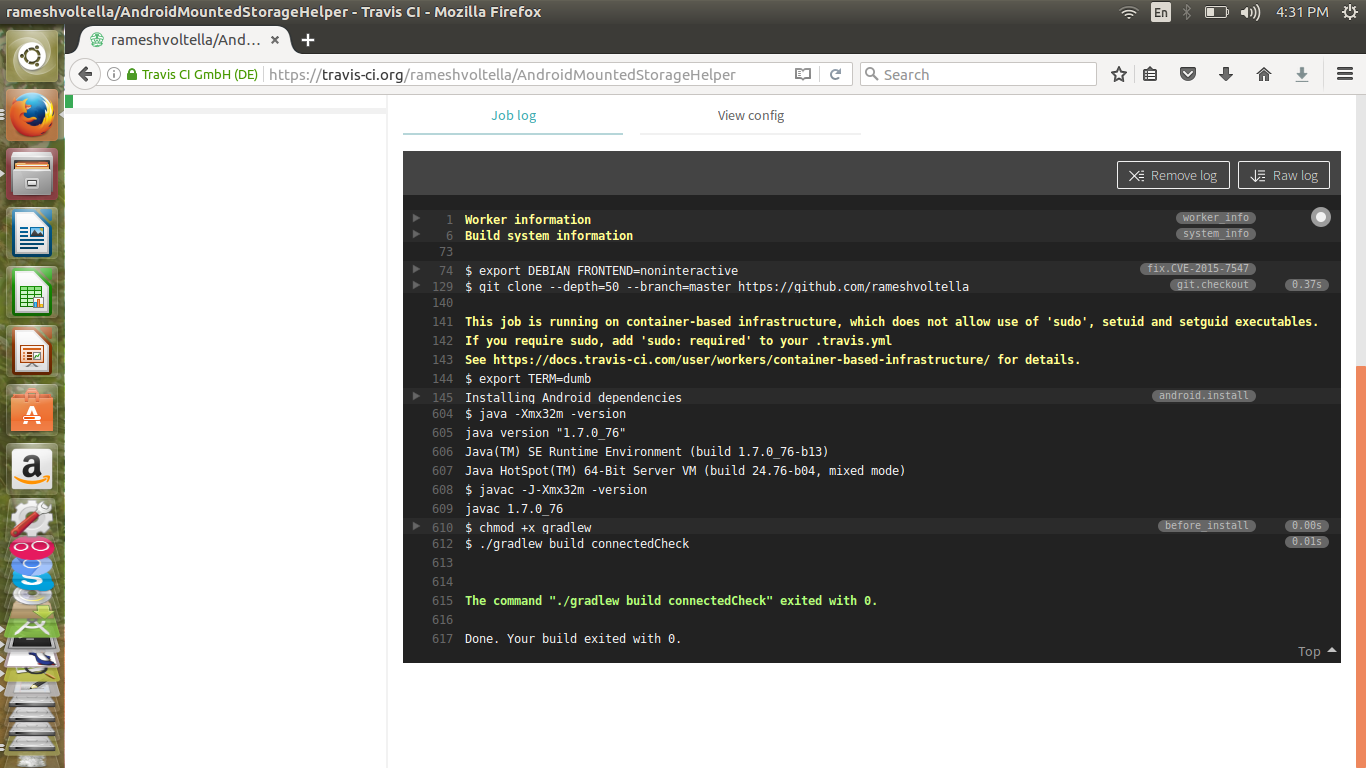 rameshvoltella/AndroidMountedStorageHelper - Travis CI - Mozilla Firefox
En
4:31 PM
rameshvoltella/And...
Travis CI GmbH (DE)
https://travis-ci.org/rameshvoltella/AndroidMountedStorageHelper
Search
Job log
View config
Remove log
Raw log
1 Worker information worker_info
6 Build system information system_info
73
74 $ export DEBIAN_FRONTEND=noninteractive fix.CVE-2015-7547
129 $ git clone --depth=50 --branch=master https://github.com/rameshvoltella git.checkout 0.37s
140
141 This job is running on container-based infrastructure, which does not allow use of 'sudo', setuid and setguid executables.
142 If you require sudo, add 'sudo: required' to your .travis.yml
143 See https://docs.travis-ci.com/user/workers/container-based-infrastructure/ for details.
144 $ export TERM=dumb
145 Installing Android dependencies android.install
604 $ java -Xmx32m -version
605 java version "1.7.0_76"
606 Java(TM) SE Runtime Environment (build 1.7.0_76-b13)
607 Java HotSpot(TM) 64-Bit Server VM (build 24.76-b04, mixed mode)
608 $ javac -J-Xmx32m -version
609 javac 1.7.0_76
610 $ chmod +x gradlew before_install 0.00s
612 $ ./gradlew build connectedCheck 0.01s
613
614
615 The command "./gradlew build connectedCheck" exited with 0.
616
617 Done. Your build exited with 0.
Top